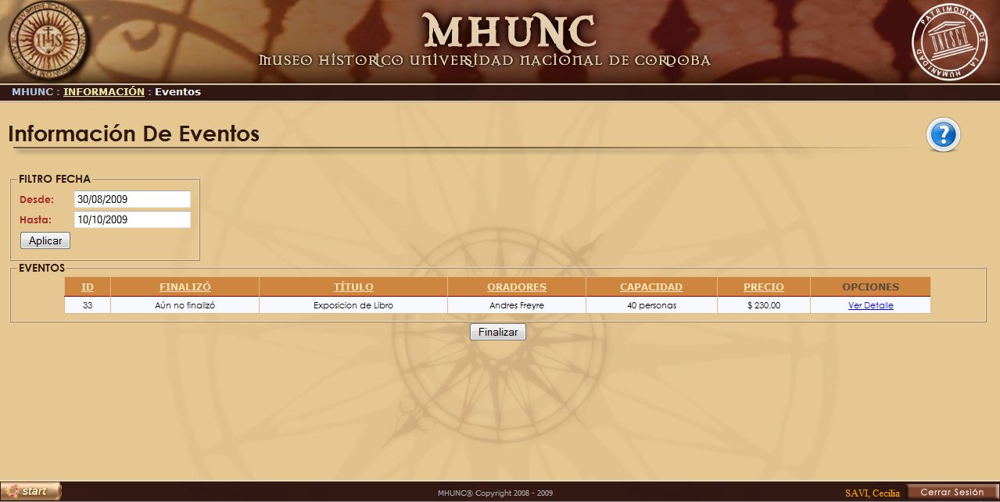 MHUNC
MUSEO HISTORICO UNIVERSIDAD NACIONAL DE CORDOBA
IHS
PATRIMONIO DE LA HUMANIDAD
UNESCO
MHUNC : INFORMACIÓN : Eventos
Información De Eventos
?
FILTRO FECHA
Desde: 30/08/2009
Hasta: 10/10/2009
Aplicar
EVENTOS
ID FINALIZÓ TÍTULO ORADORES CAPACIDAD PRECIO OPCIONES
33 Aún no finalizó Exposicion de Libro Andres Freyre 40 personas $ 230,00 Ver Detalle
Finalizar
start MHUNC® Copyright 2008 - 2009 SAVI, Cecilia Cerrar Sesión